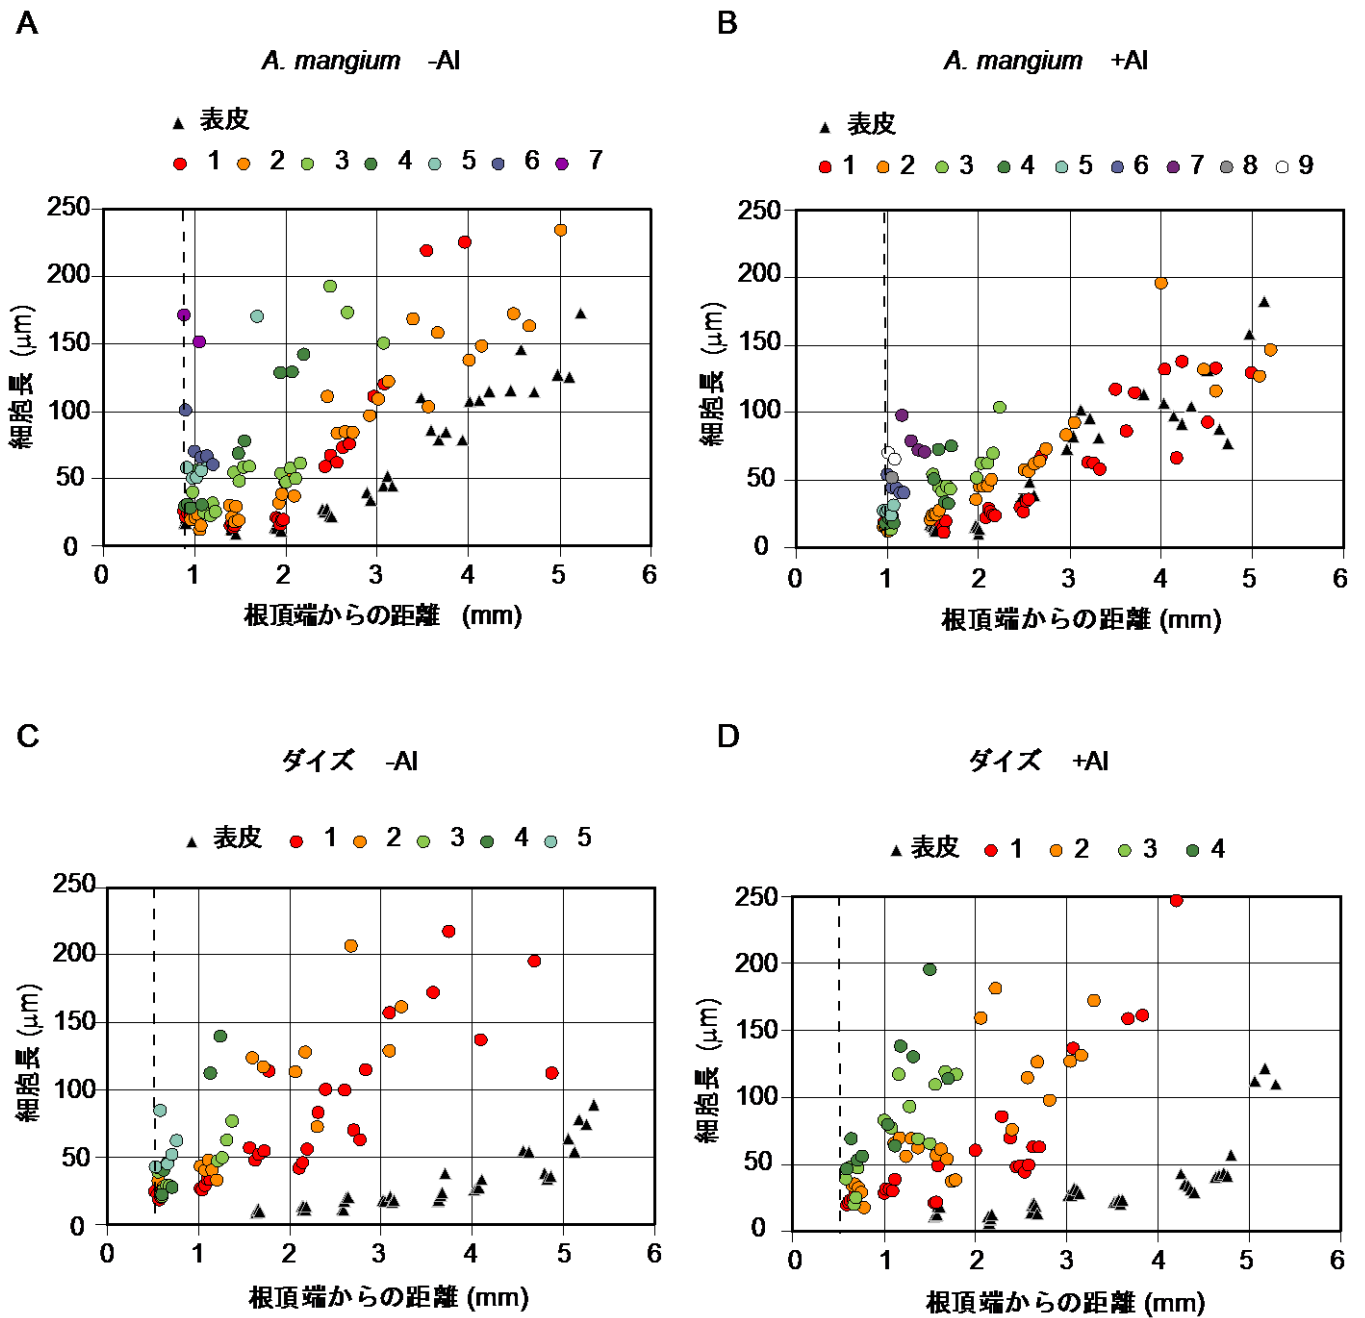 A
A. mangium -Al
▲ 表皮
1 2 3 4 5 6 7
細胞長 (μm)
250
200
150
100
50
0
0 1 2 3 4 5 6
根頂端からの距離 (mm)
B
A. mangium +Al
▲ 表皮
1 2 3 4 5 6 7 8 9
細胞長 (μm)
250
200
150
100
50
0
0 1 2 3 4 5 6
根頂端からの距離 (mm)
C
ダイズ -Al
▲ 表皮 1 2 3 4 5
細胞長 (μm)
250
200
150
100
50
0
0 1 2 3 4 5 6
根頂端からの距離 (mm)
D
ダイズ +Al
▲ 表皮 1 2 3 4
細胞長 (μm)
250
200
150
100
50
0
0 1 2 3 4 5 6
根頂端からの距離 (mm)